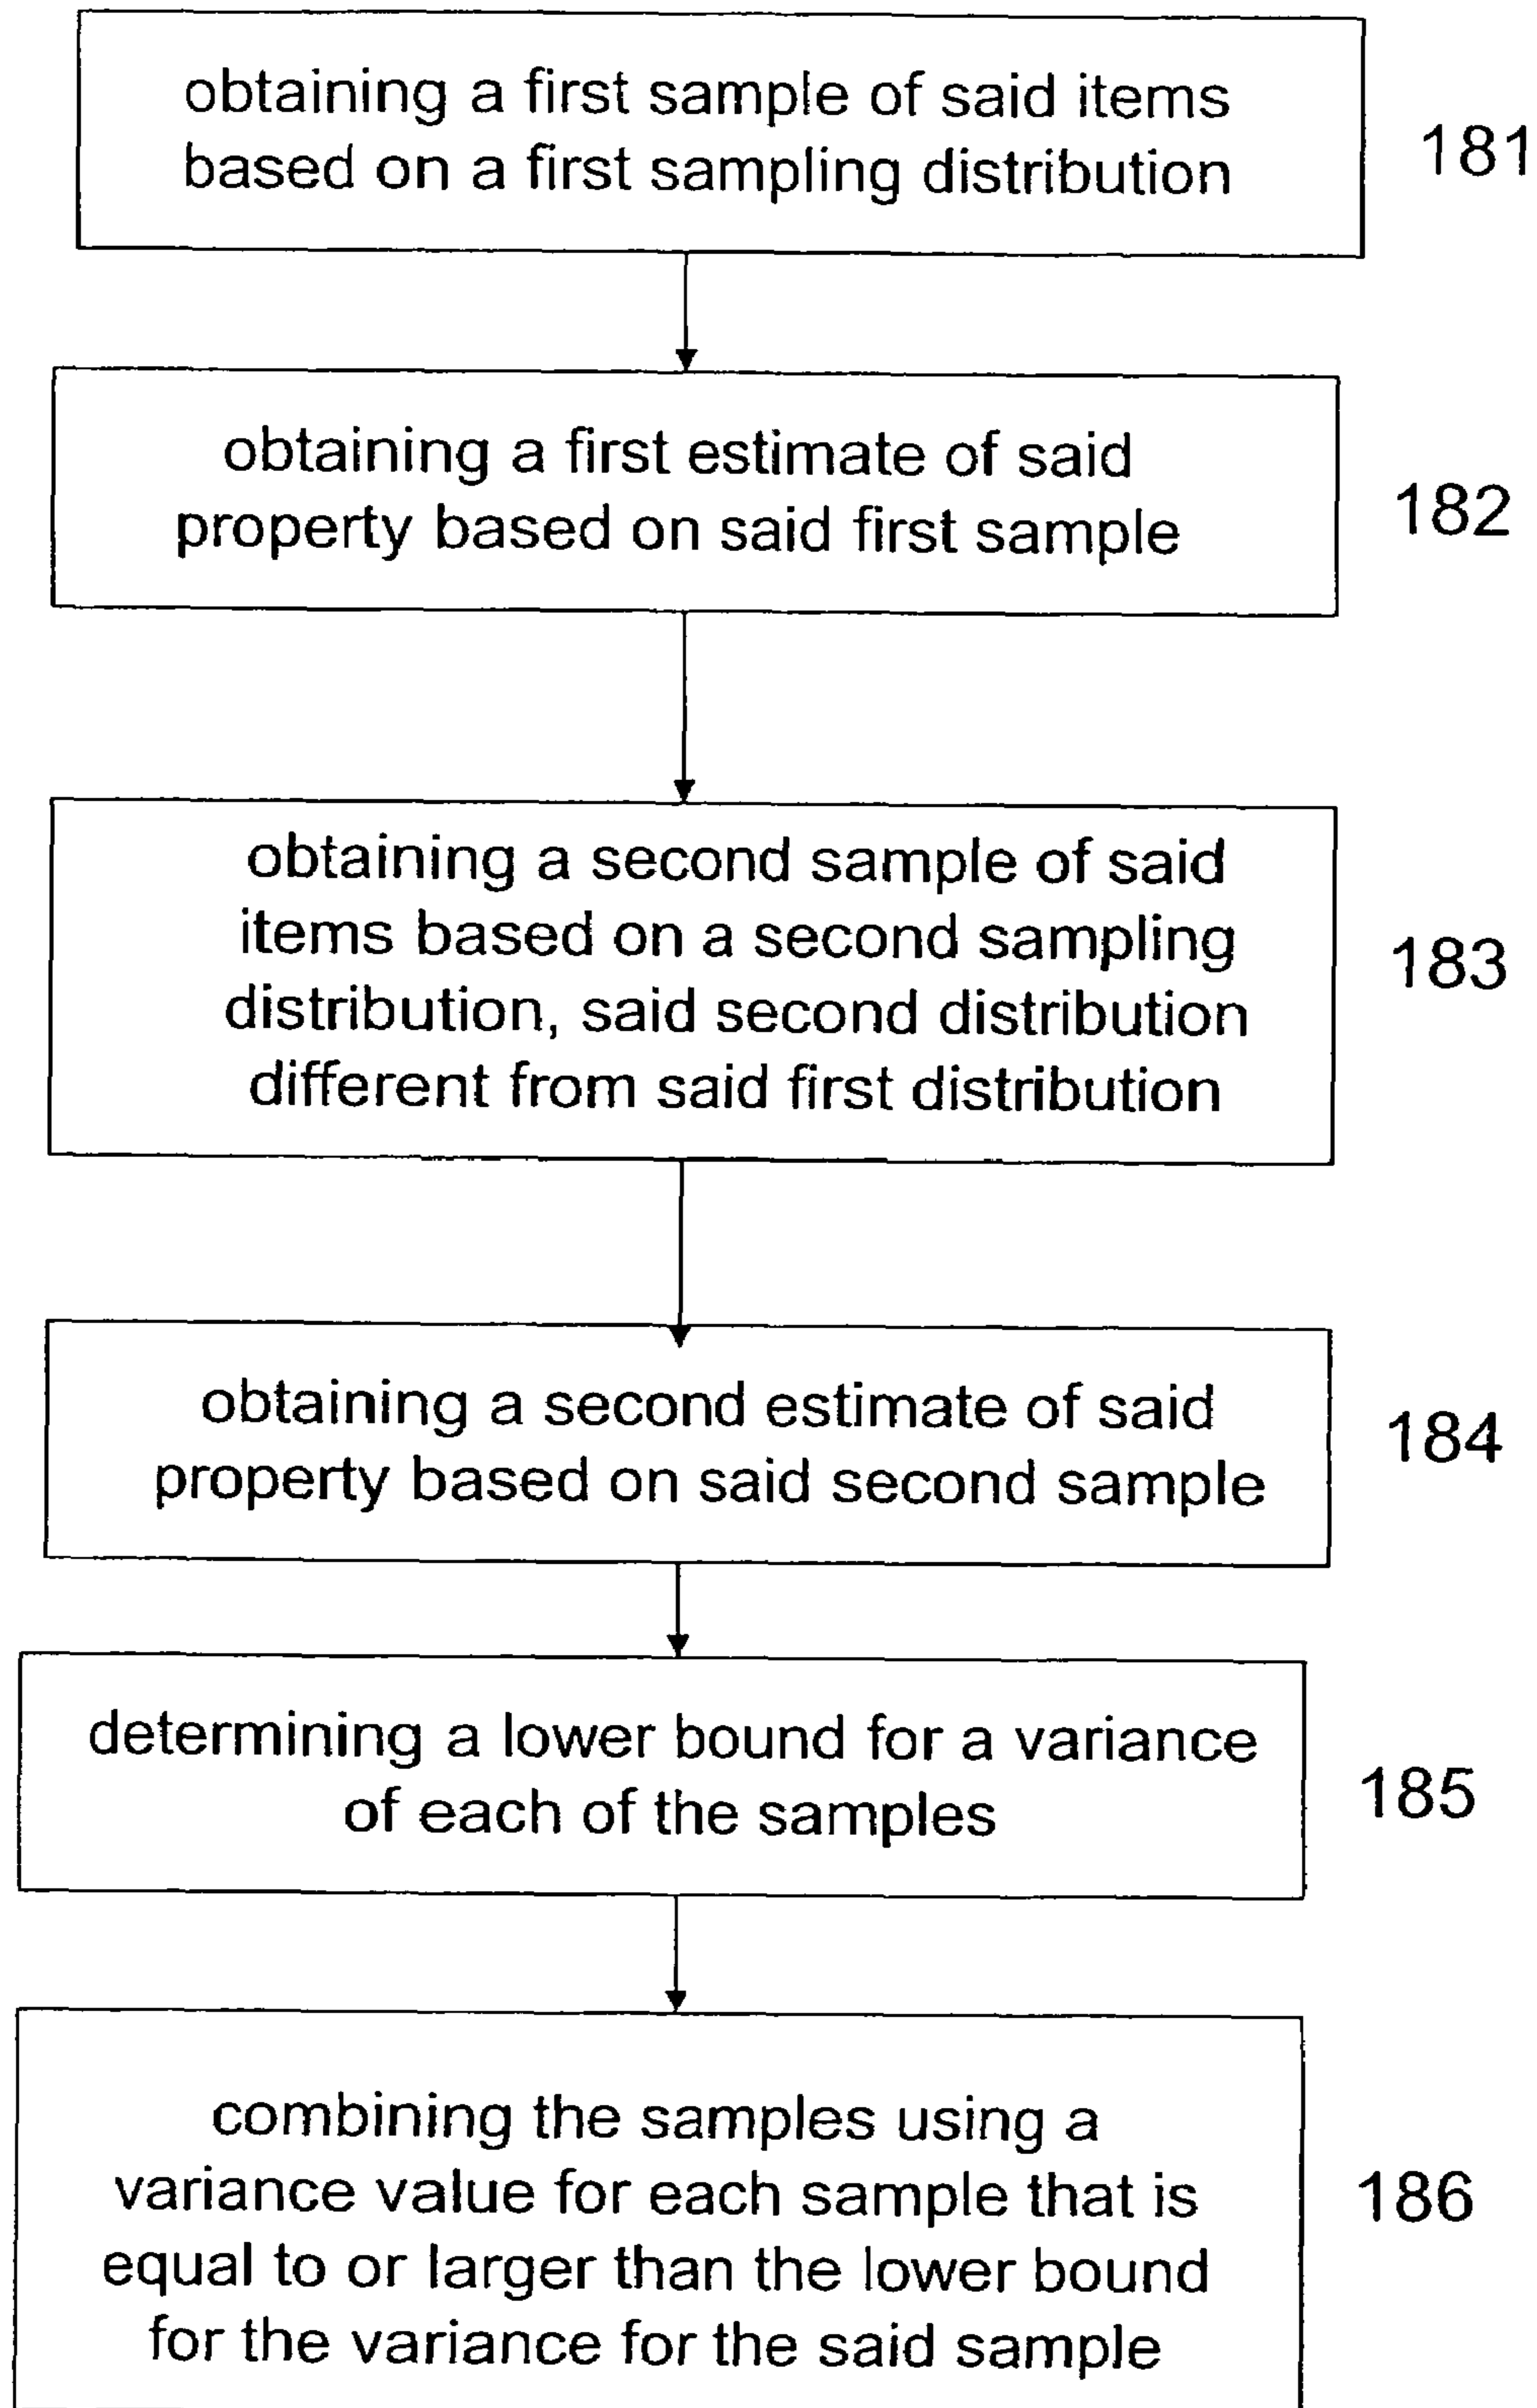 obtaining a first sample of said items
based on a first sampling distribution
181
obtaining a first estimate of said
property based on said first sample
182
obtaining a second sample of said
items based on a second sampling
distribution, said second distribution
different from said first distribution
183
obtaining a second estimate of said
property based on said second sample
184
determining a lower bound for a variance
of each of the samples
185
combining the samples using a
variance value for each sample that is
equal to or larger than the lower bound
for the variance for the said sample
186